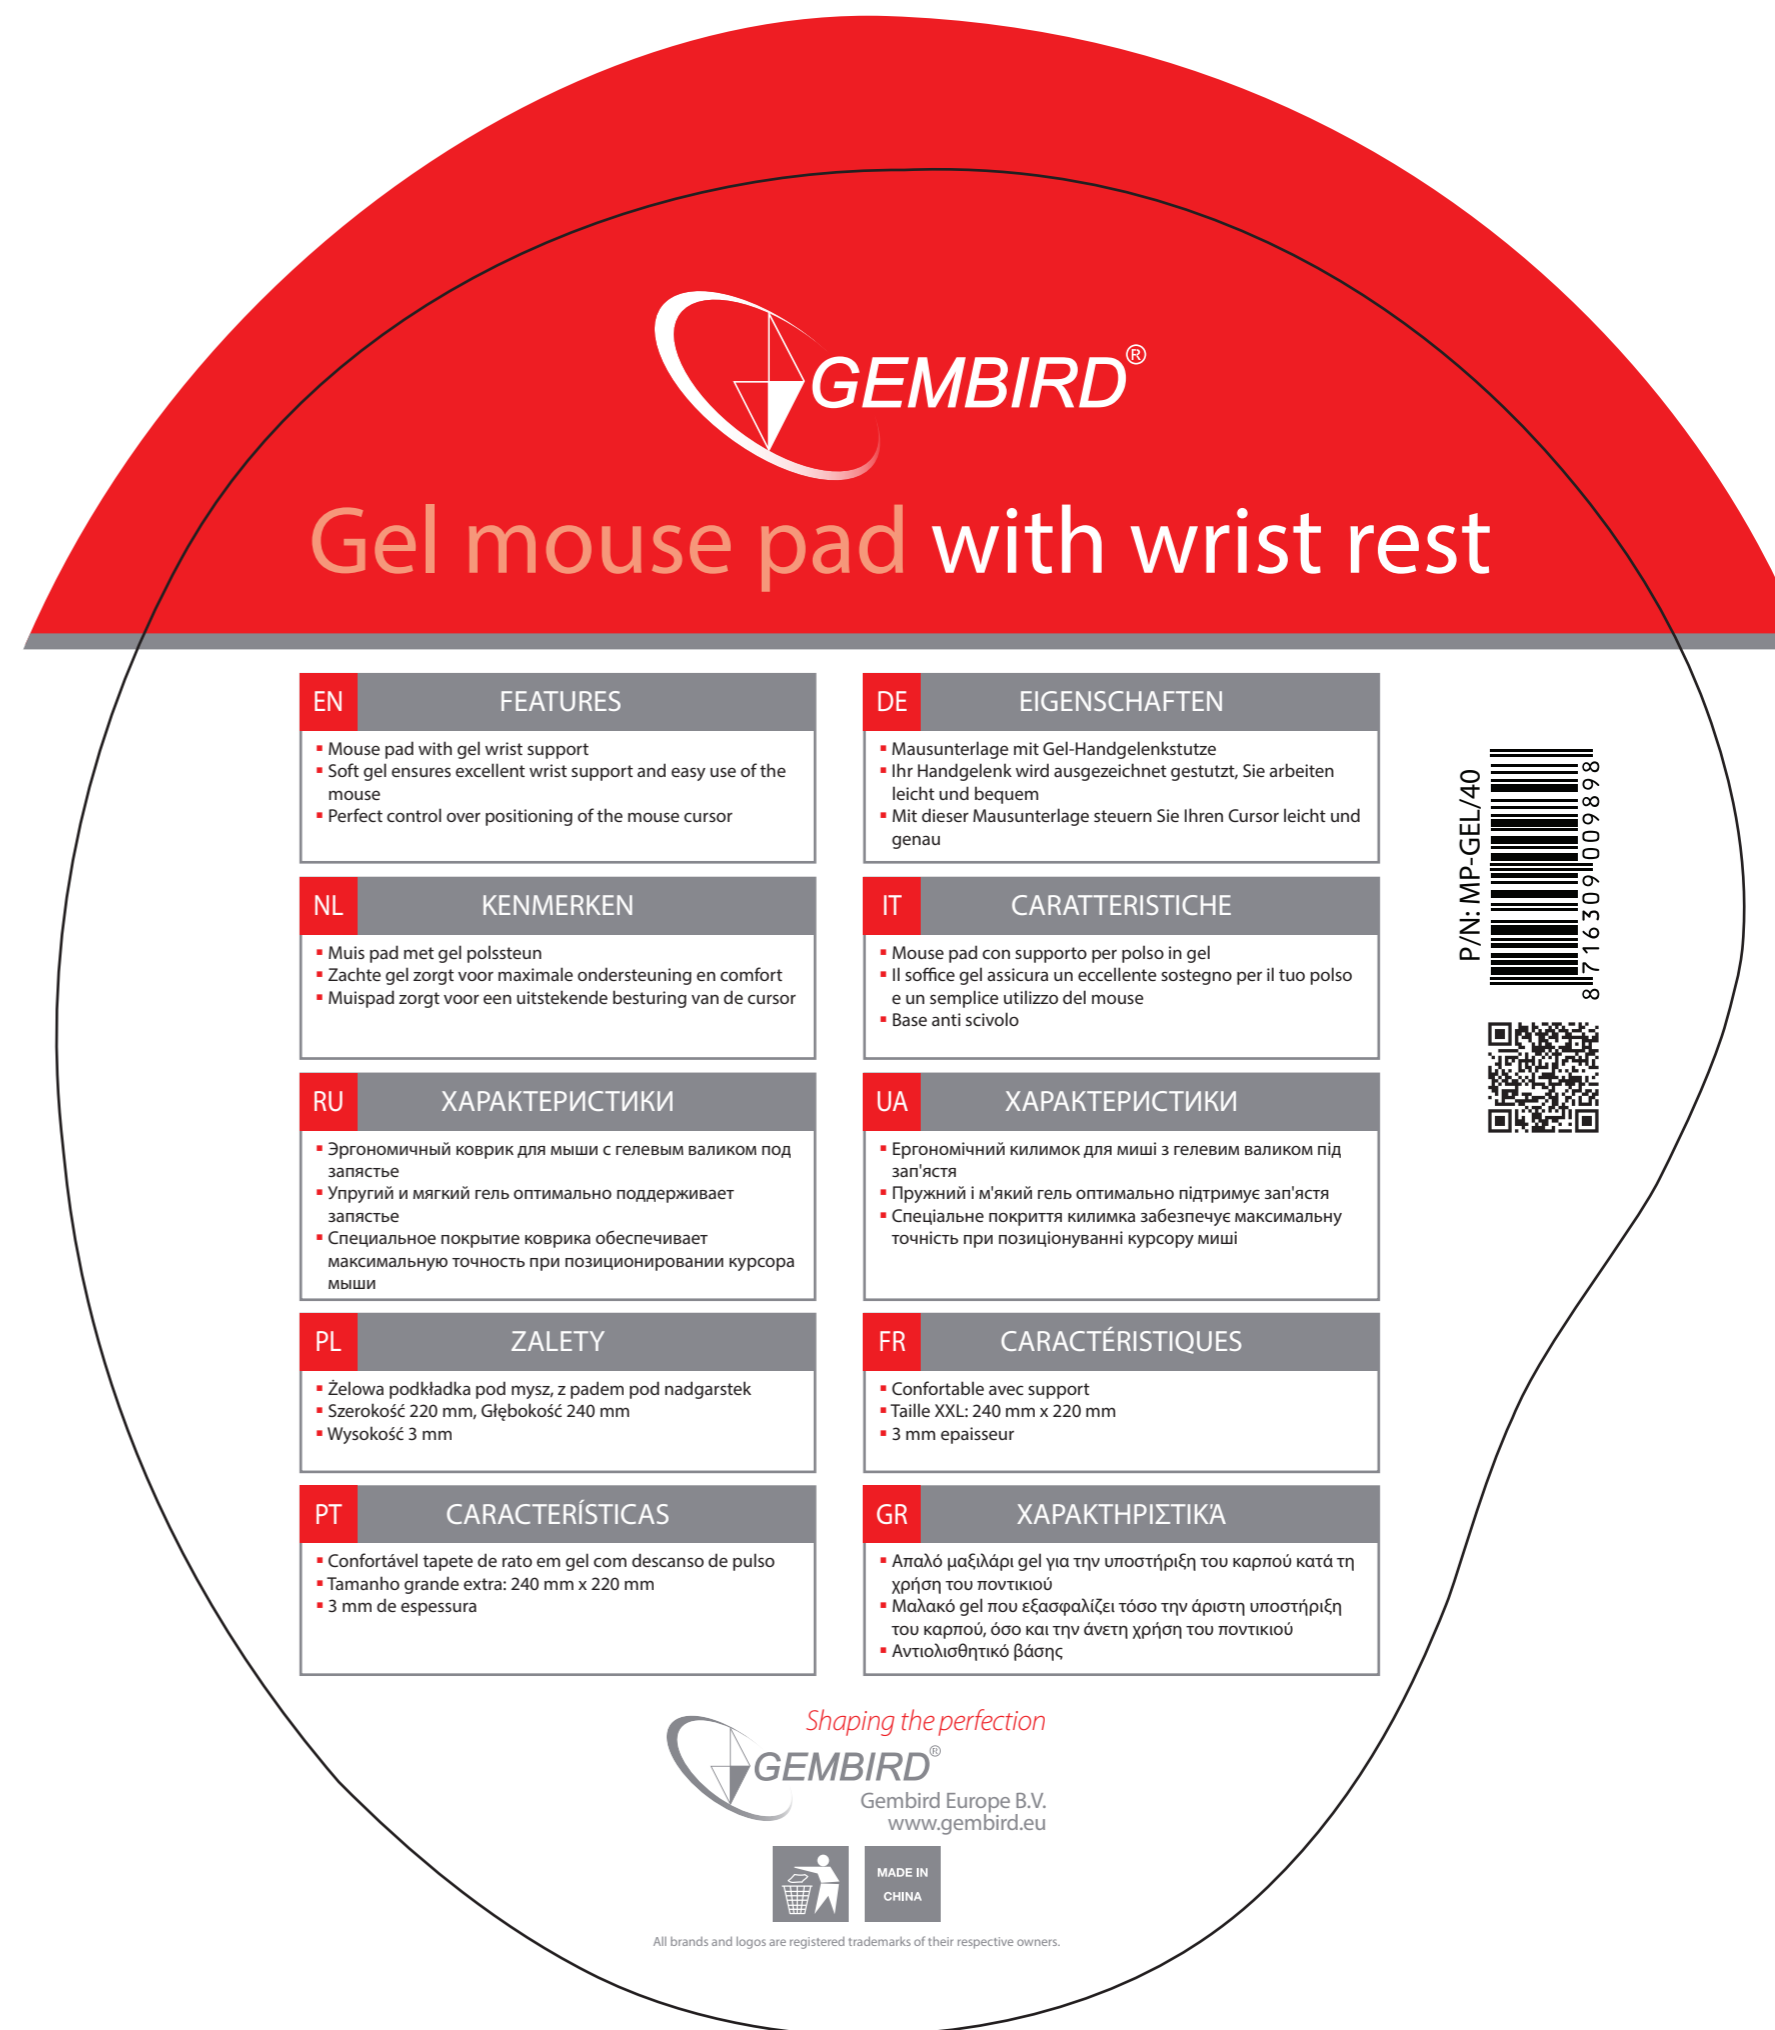 GEMBIRD®
Gel mouse pad with wrist rest
EN FEATURES
▪ Mouse pad with gel wrist support
▪ Soft gel ensures excellent wrist support and easy use of the
mouse
▪ Perfect control over positioning of the mouse cursor
DE EIGENSCHAFTEN
▪ Mausunterlage mit Gel-Handgelenkstutze
▪ Ihr Handgelenk wird ausgezeichnet gestutzt, Sie arbeiten
leicht und bequem
▪ Mit dieser Mausunterlage steuern Sie Ihren Cursor leicht und
genau
NL KENMERKEN
▪ Muis pad met gel polssteun
▪ Zachte gel zorgt voor maximale ondersteuning en comfort
▪ Muispad zorgt voor een uitstekende besturing van de cursor
IT CARATTERISTICHE
▪ Mouse pad con supporto per polso in gel
▪ Il soffice gel assicura un eccellente sostegno per il tuo polso
e un semplice utilizzo del mouse
▪ Base anti scivolo
RU ХАРАКТЕРИСТИКИ
▪ Эргономичный коврик для мыши с гелевым валиком под
запястье
▪ Упругий и мягкий гель оптимально поддерживает
запястье
▪ Специальное покрытие коврика обеспечивает
максимальную точность при позиционировании курсора
мыши
UA ХАРАКТЕРИСТИКИ
▪ Ергономічний килимок для миші з гелевим валиком під
зап'ястя
▪ Пружний і м'який гель оптимально підтримує зап'ястя
▪ Спеціальне покриття килимка забезпечує максимальну
точність при позиціонуванні курсору миші
PL ZALETY
▪ Żelowa podkładka pod mysz, z padem pod nadgarstek
▪ Szerokość 220 mm, Głębokość 240 mm
▪ Wysokość 3 mm
FR CARACTÉRISTIQUES
▪ Confortable avec support
▪ Taille XXL: 240 mm x 220 mm
▪ 3 mm epaisseur
PT CARACTERÍSTICAS
▪ Confortável tapete de rato em gel com descanso de pulso
▪ Tamanho grande extra: 240 mm x 220 mm
▪ 3 mm de espessura
GR ΧΑΡΑΚΤΗΡΙΣΤΙΚΆ
▪ Απαλό μαξιλάρι gel για την υποστήριξη του καρπού κατά τη
χρήση του ποντικιού
▪ Μαλακό gel που εξασφαλίζει τόσο την άριστη υποστήριξη
του καρπού, όσο και την άνετη χρήση του ποντικιού
▪ Αντιολισθητικό βάσης
P/N: MP-GEL/40
8 716309 009898
Shaping the perfection
GEMBIRD®
Gembird Europe B.V.
www.gembird.eu
MADE IN
CHINA
All brands and logos are registered trademarks of their respective owners.